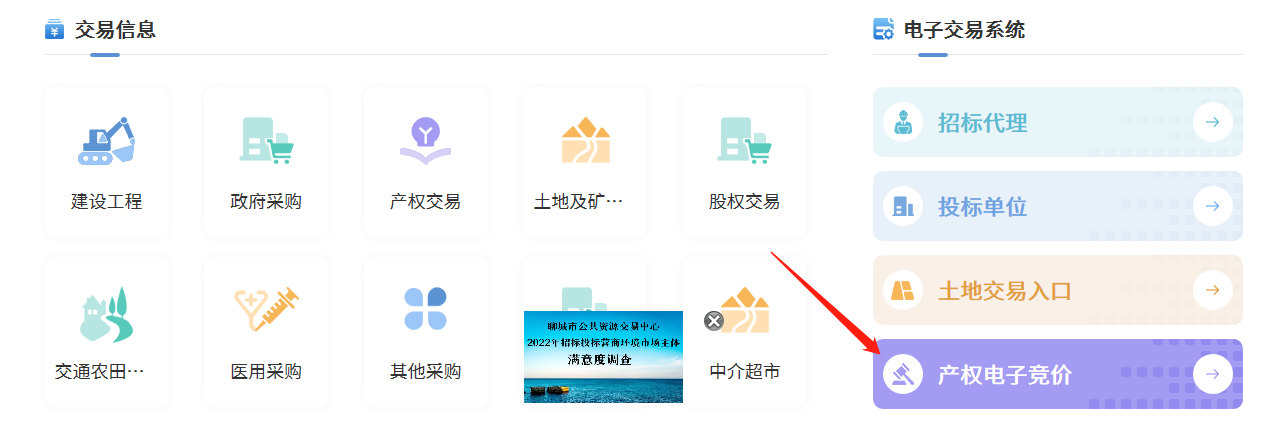 交易信息
电子交易系统
建设工程
政府采购
产权交易
土地及矿…
股权交易
交通农田…
医用采购
其他采购
聊城市公共资源交易中心
2022年招标投标营商环境市场主体
满意度调查
中介超市
招标代理
投标单位
土地交易入口
产权电子竞价